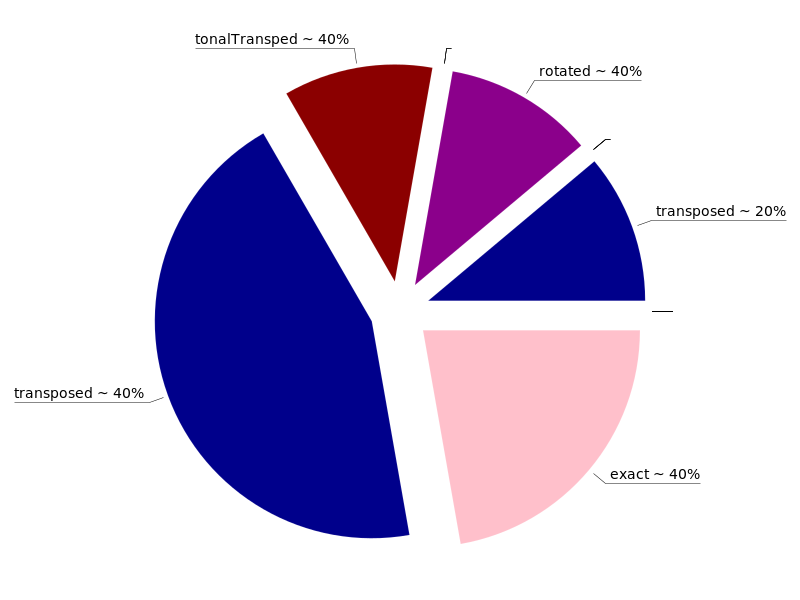 tonalTransped ~ 40%
rotated ~ 40%
transposed ~ 20%
transposed ~ 40%
exact ~ 40%